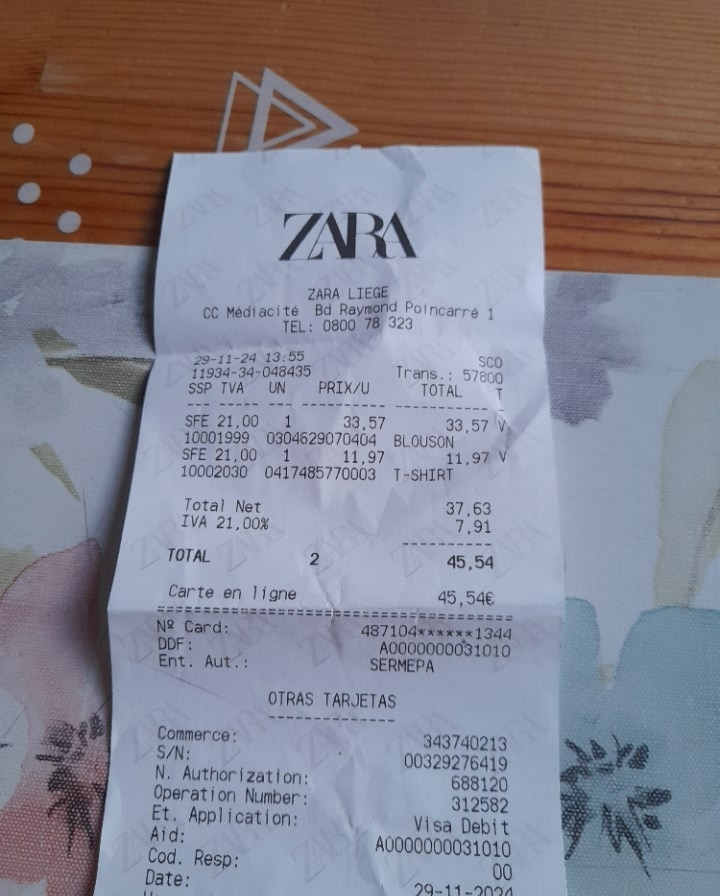 ZARA
ZARA LIEGE
CC Médiacité Bd Raymond Poincarré 1
TEL: 0800 78 323
29-11-24 13:55 SCO
11934-34-048435 Trans.: 57800
SSP TVA UN PRIX/U TOTAL T
SFE 21,00 1 33,57 33,57 V
10001999 0304629070404 BLOUSON
SFE 21,00 1 11,97 11,97 V
10002030 0417485770003 T-SHIRT
Total Net 37,63
IVA 21,00% 7,91
TOTAL 2 45,54
Carte en ligne 45,54€
Nº Card: 487104******1344
DDF: A0000000031010
Ent. Aut.: SERMEPA
OTRAS TARJETAS
Commerce: 343740213
S/N: 00329276419
N. Authorization: 688120
Operation Number: 312582
Et. Application: Visa Debit
Aid: A0000000031010
Cod. Resp: 00
Date: 29-11-2024